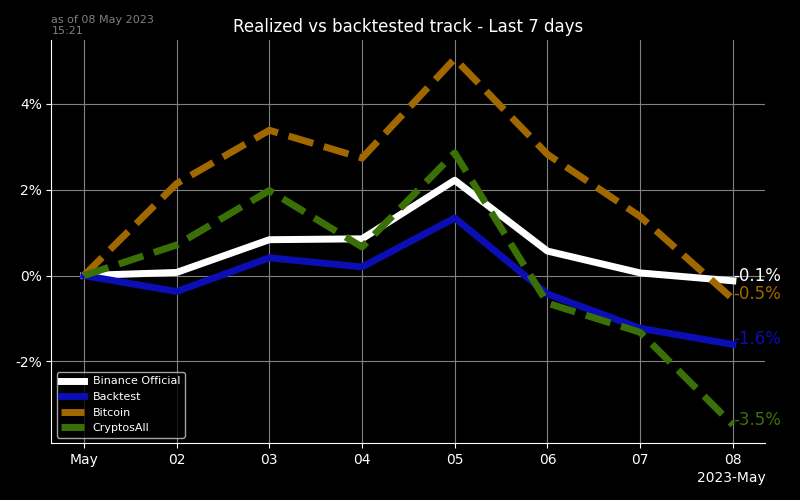 as of 08 May 2023
15:21
Realized vs backtested track - Last 7 days
4%
2%
0%
-2%
-0.1%
-0.5%
-1.6%
-3.5%
Binance Official
Backtest
Bitcoin
CryptosAll
May 02 03 04 05 06 07 08
2023-May